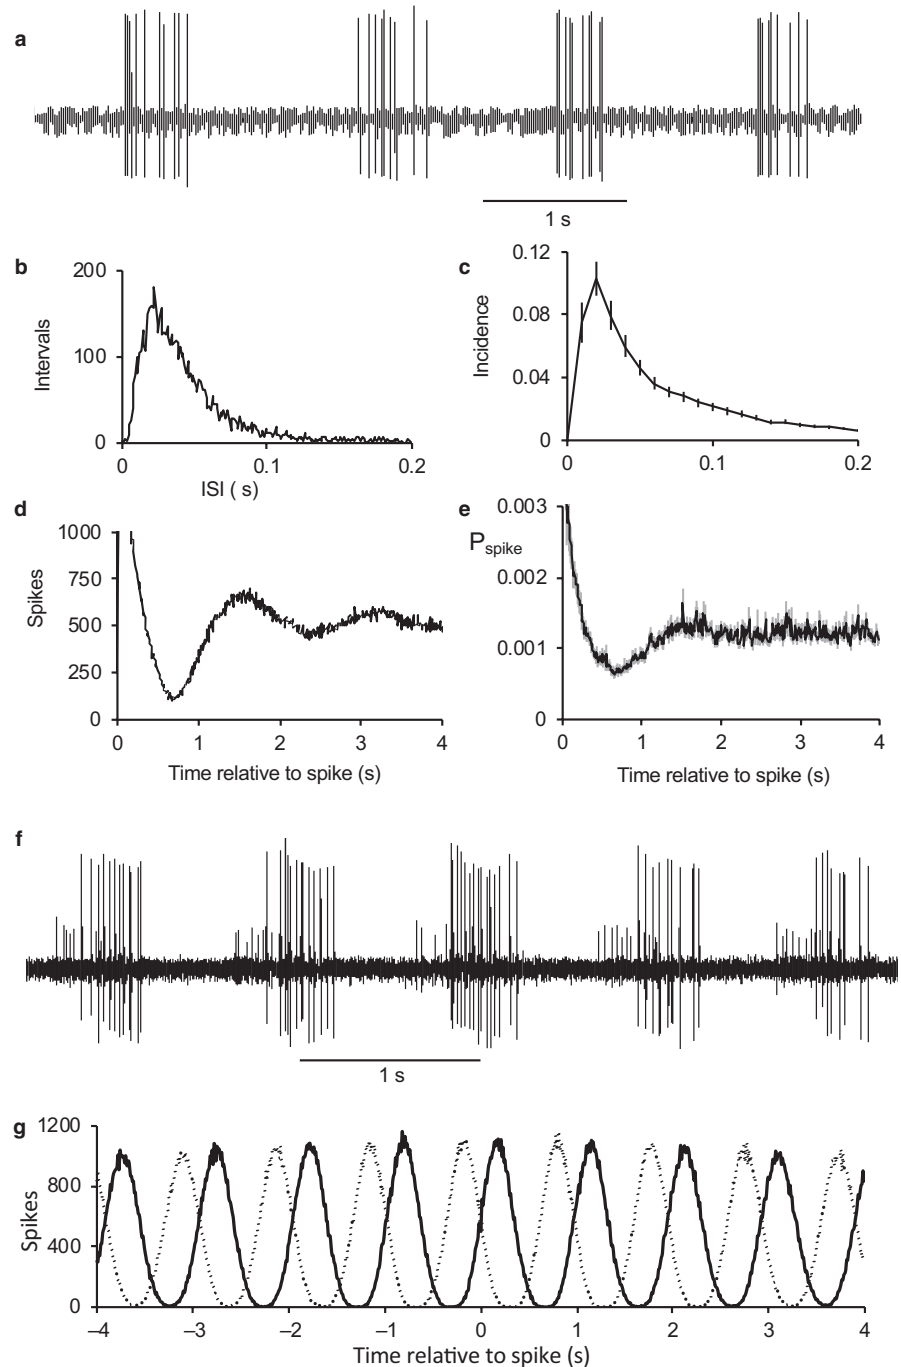 a
1 s
b
200
100
0
Intervals
0
0.1
0.2
ISI ( s)
c
0.12
0.08
0.04
0
Incidence
0
0.1
0.2
d
1000
750
500
250
0
Spikes
0
1
2
3
4
Time relative to spike (s)
e
0.003
Pspike
0.002
0.001
0
0
1
2
3
4
Time relative to spike (s)
f
1 s
g
1200
800
400
0
Spikes
–4
–3
–2
–1
0
1
2
3
4
Time relative to spike (s)